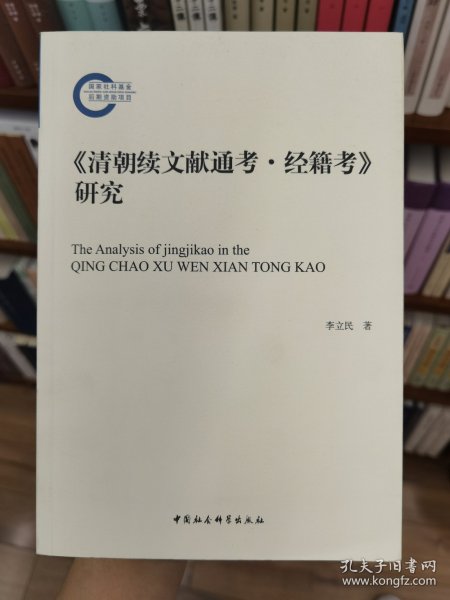 国家社科基金
后期资助项目
《清朝续文献通考·经籍考》
研究
The Analysis of jingjikao in the
QING CHAO XU WEN XIAN TONG KAO
李立民 著
中国社会科学出版社
孔夫子旧书网
www.kongfz.com